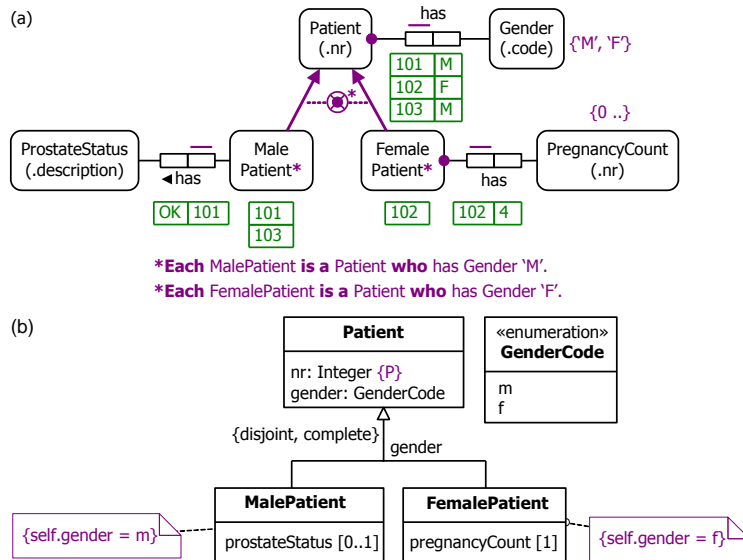 (a)
Patient
(.nr)
has
Gender
(.code)
{‘M’, ‘F’}
101 M
102 F
103 M
*
{0 ..}
ProstateStatus
(.description)
◄ has
Male
Patient*
Female
Patient*
has
PregnancyCount
(.nr)
OK 101
101
103
102
102 4
*Each MalePatient is a Patient who has Gender ‘M’.
*Each FemalePatient is a Patient who has Gender ‘F’.
(b)
Patient
nr: Integer {P}
gender: GenderCode
«enumeration»
GenderCode
m
f
{disjoint, complete}
gender
MalePatient
prostateStatus [0..1]
FemalePatient
pregnancyCount [1]
{self.gender = m}
{self.gender = f}